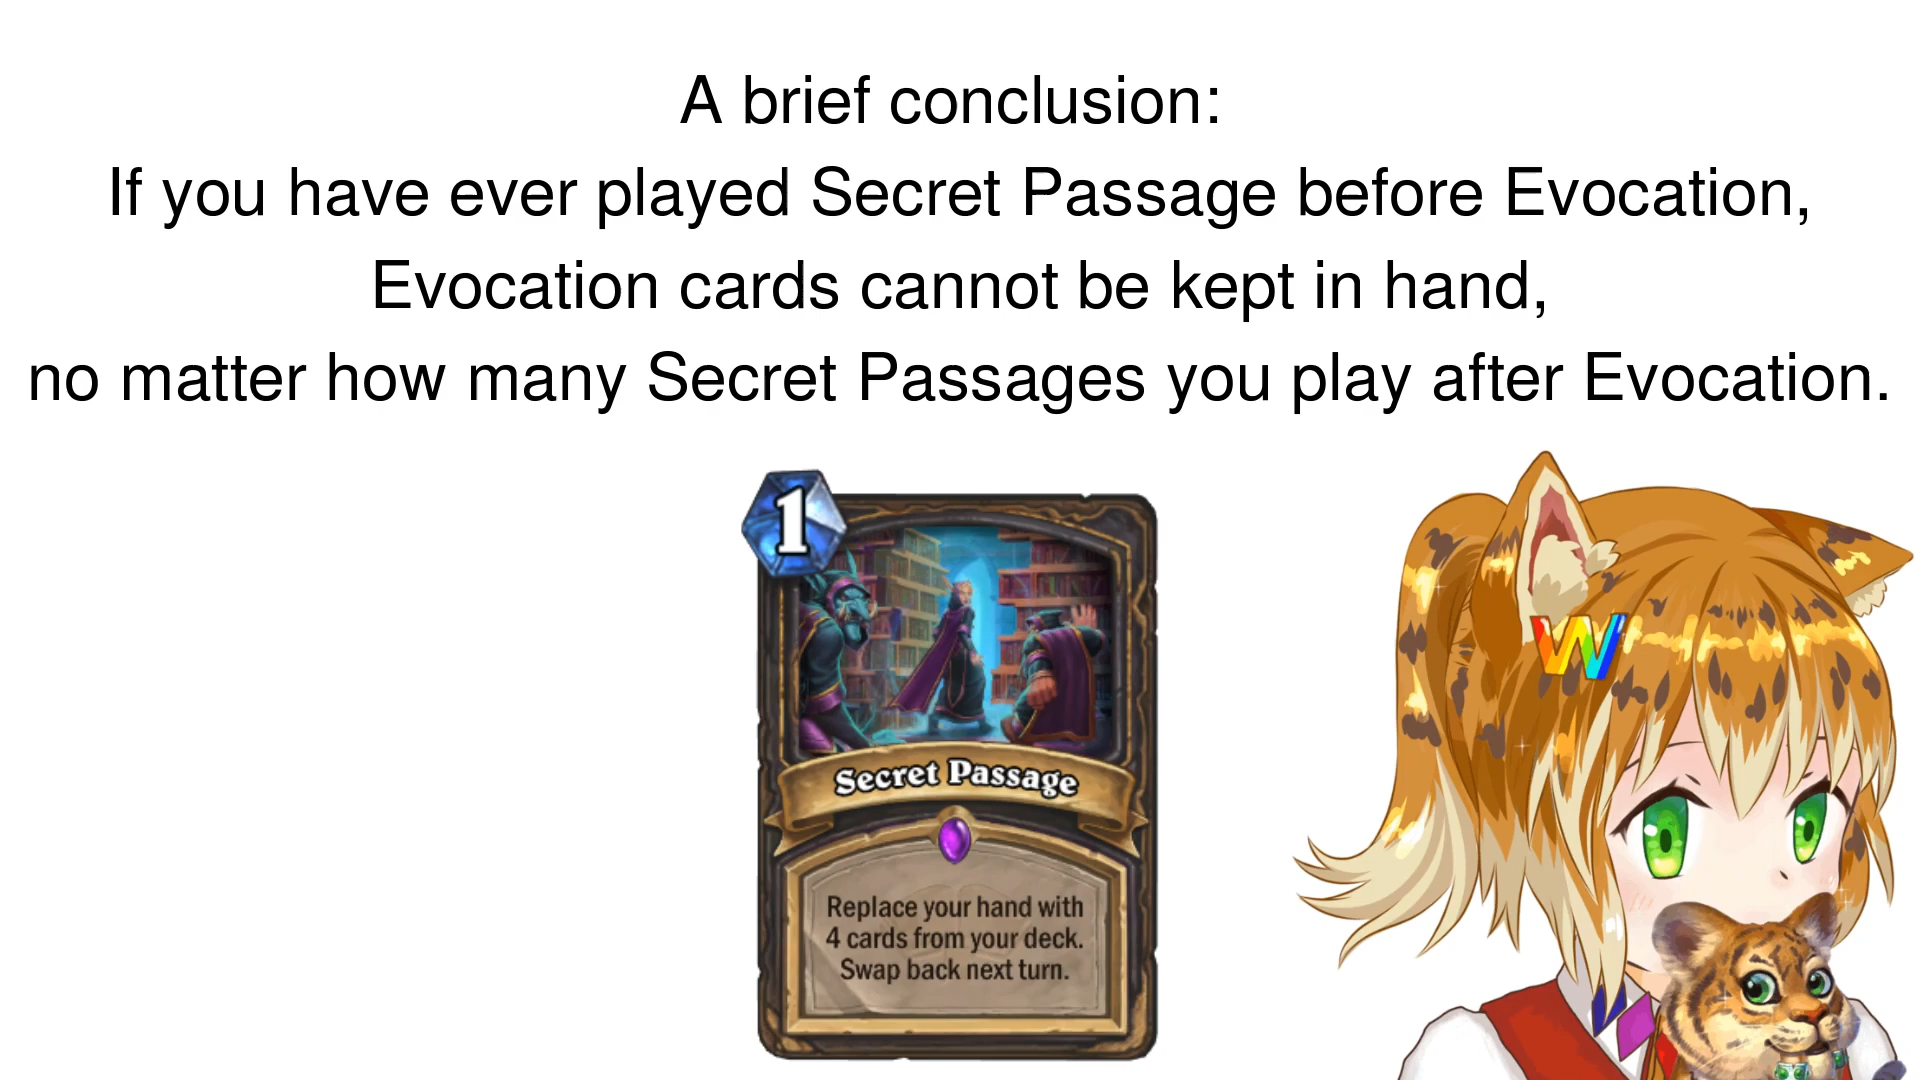 A brief conclusion:
If you have ever played Secret Passage before Evocation,
Evocation cards cannot be kept in hand,
no matter how many Secret Passages you play after Evocation.
1
Secret Passage
Replace your hand with
4 cards from your deck.
Swap back next turn.
W